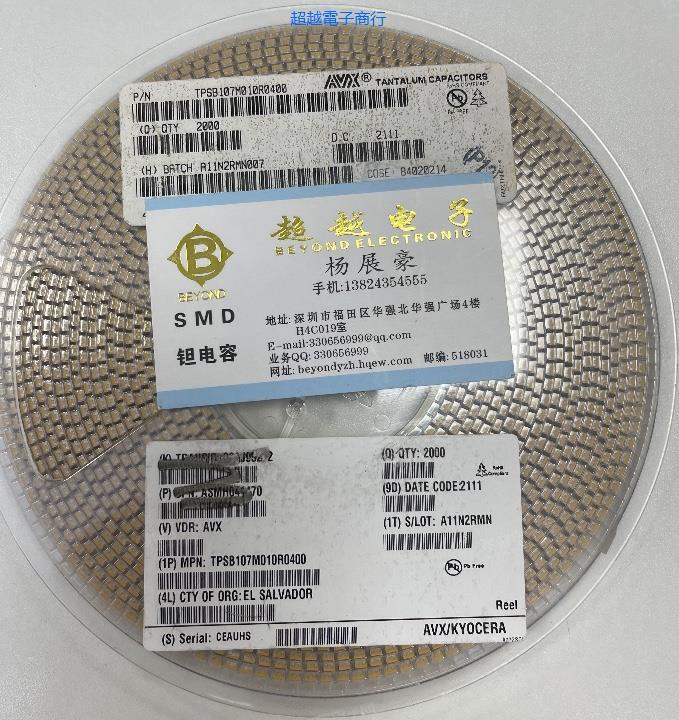 超越電子商行
AVX® TANTALUM CAPACITORS
P/N TPSB107M010R0400
(Q) QTY 2000
D.C. 2111
(H) BATCH A11N2RMN007
COSE: 84020214
超越电子
BEYOND ELECTRONIC
B
BEYOND
杨展豪
手机:13824354555
SMD
钽电容
地址:深圳市福田区华强北华强广场4楼
H4C019室
E-mail:330656999@qq.com
业务QQ:330656999
网址:beyondyzh.hqew.com 邮编:518031
(Q) QTY: 2000
RoHS
Compliant
(9D) DATE CODE:2111
(V) VDR: AVX
(1T) S/LOT: A11N2RMN
(1P) MPN: TPSB107M010R0400
Pb Pb Free
(4L) CTY OF ORG: EL SALVADOR
Reel
(S) Serial: CEAUHS
AVX/KYOCERA